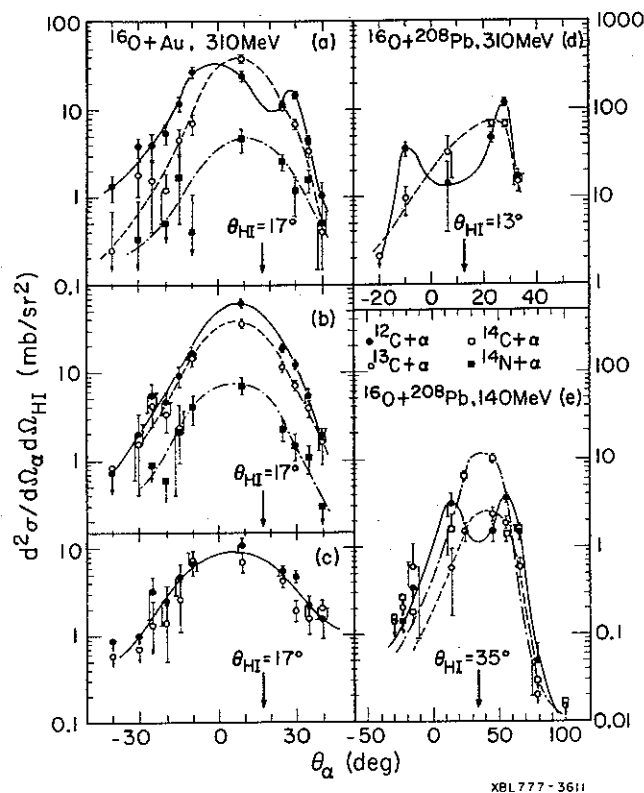 100
¹⁶O+Au, 310MeV (a)
10
1
θHI=17°
0.1
(b)
10
1
θHI=17°
(c)
10
1
θHI=17°
0.1
-30 0 30
d²σ/dΩα dΩHI (mb/sr²)
θα (deg)
¹⁶O+²⁰⁸Pb, 310MeV (d)
1000
100
10
θHI=13°
1
-20 0 20 40
¹²C+α ¹⁴C+α
¹³C+α ¹⁴N+α
100
¹⁶O+²⁰⁸Pb, 140MeV (e)
10
1
0.1
θHI=35°
0.01
0 50 100
XBL777-3611